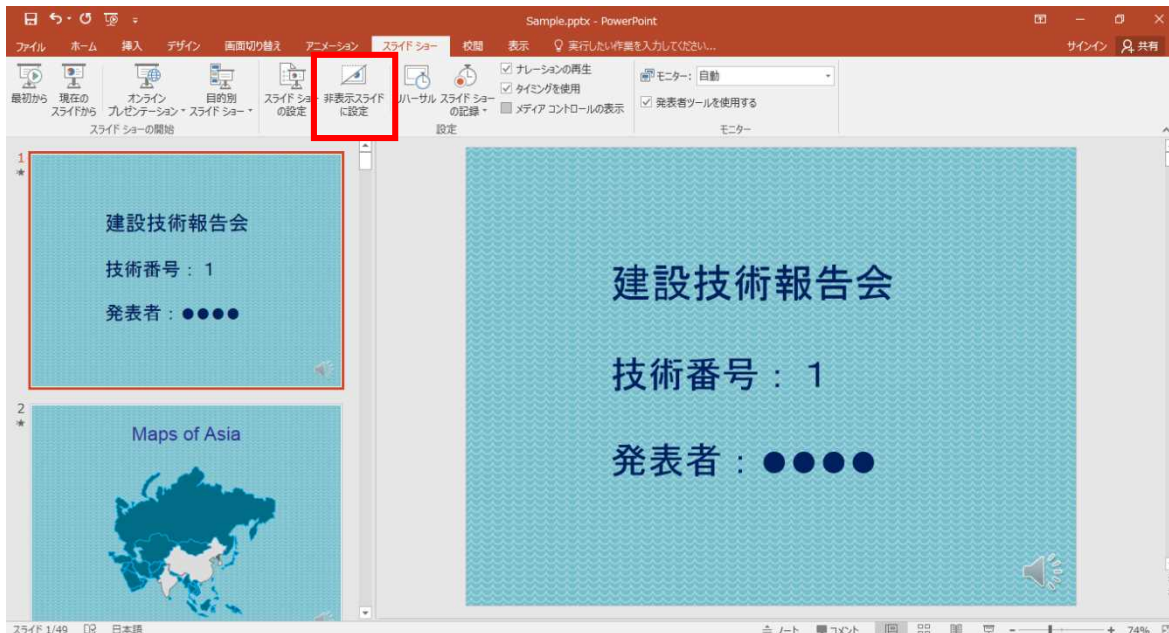 Sample.pptx - PowerPoint
ファイル ホーム 挿入 デザイン 画面切り替え アニメーション スライド ショー 校閲 表示 実行したい作業を入力してください... サインイン 共有
最初から
現在の
スライドから
オンライン
プレゼンテーション
目的別
スライド ショー
スライド ショー
の設定
非表示スライド
に設定
リハーサル
スライド ショー
の記録
ナレーションの再生
タイミングを使用
メディア コントロールの表示
モニター: 自動
発表者ツールを使用する
スライド ショーの開始 設定 モニター
1
建設技術報告会
技術番号：1
発表者：●●●●
2
Maps of Asia
建設技術報告会
技術番号：1
発表者：●●●●
スライド 1/49 日本語 ノート コメント 74%